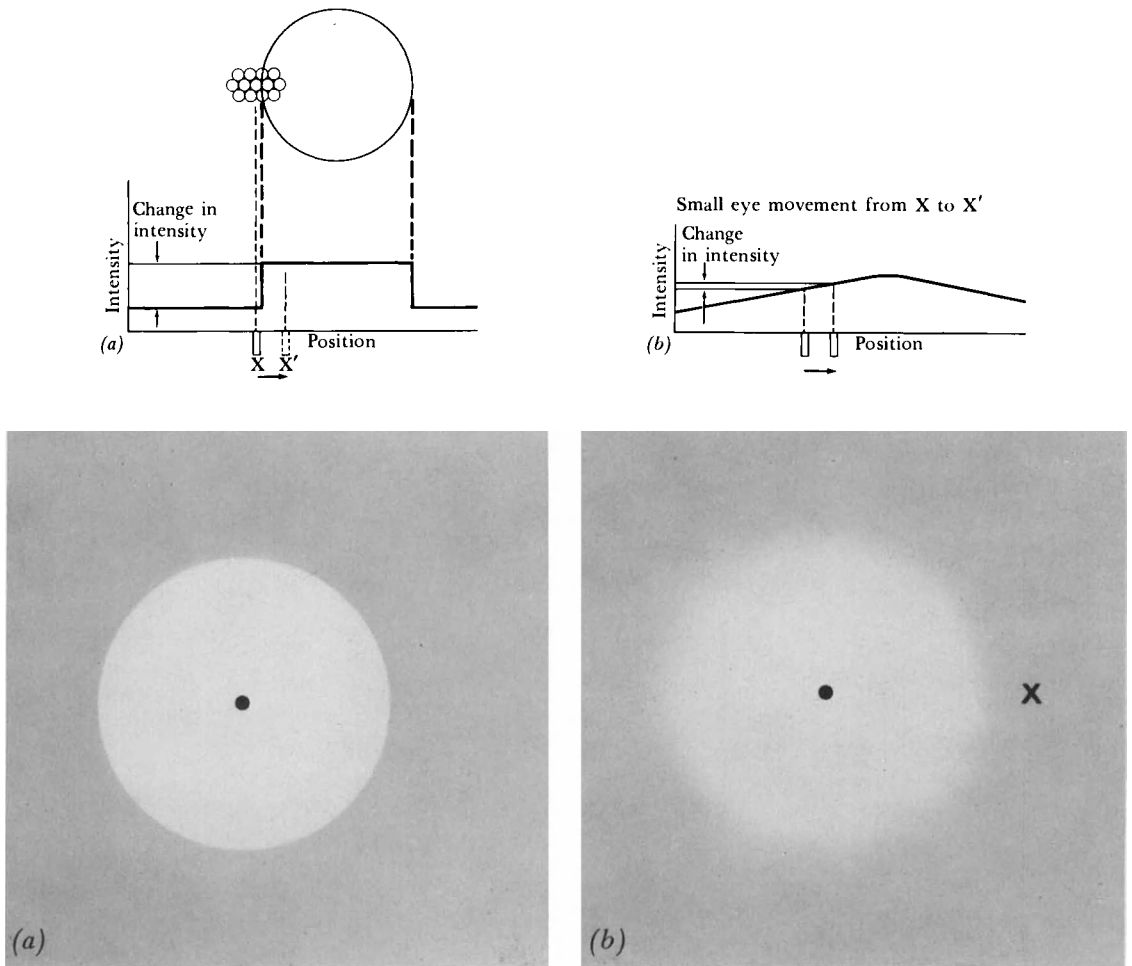 Change in
intensity
Intensity
(a)
X
X′
Position
Small eye movement from X to X′
Change
in intensity
Intensity
(b)
Position
X
(a)
(b)